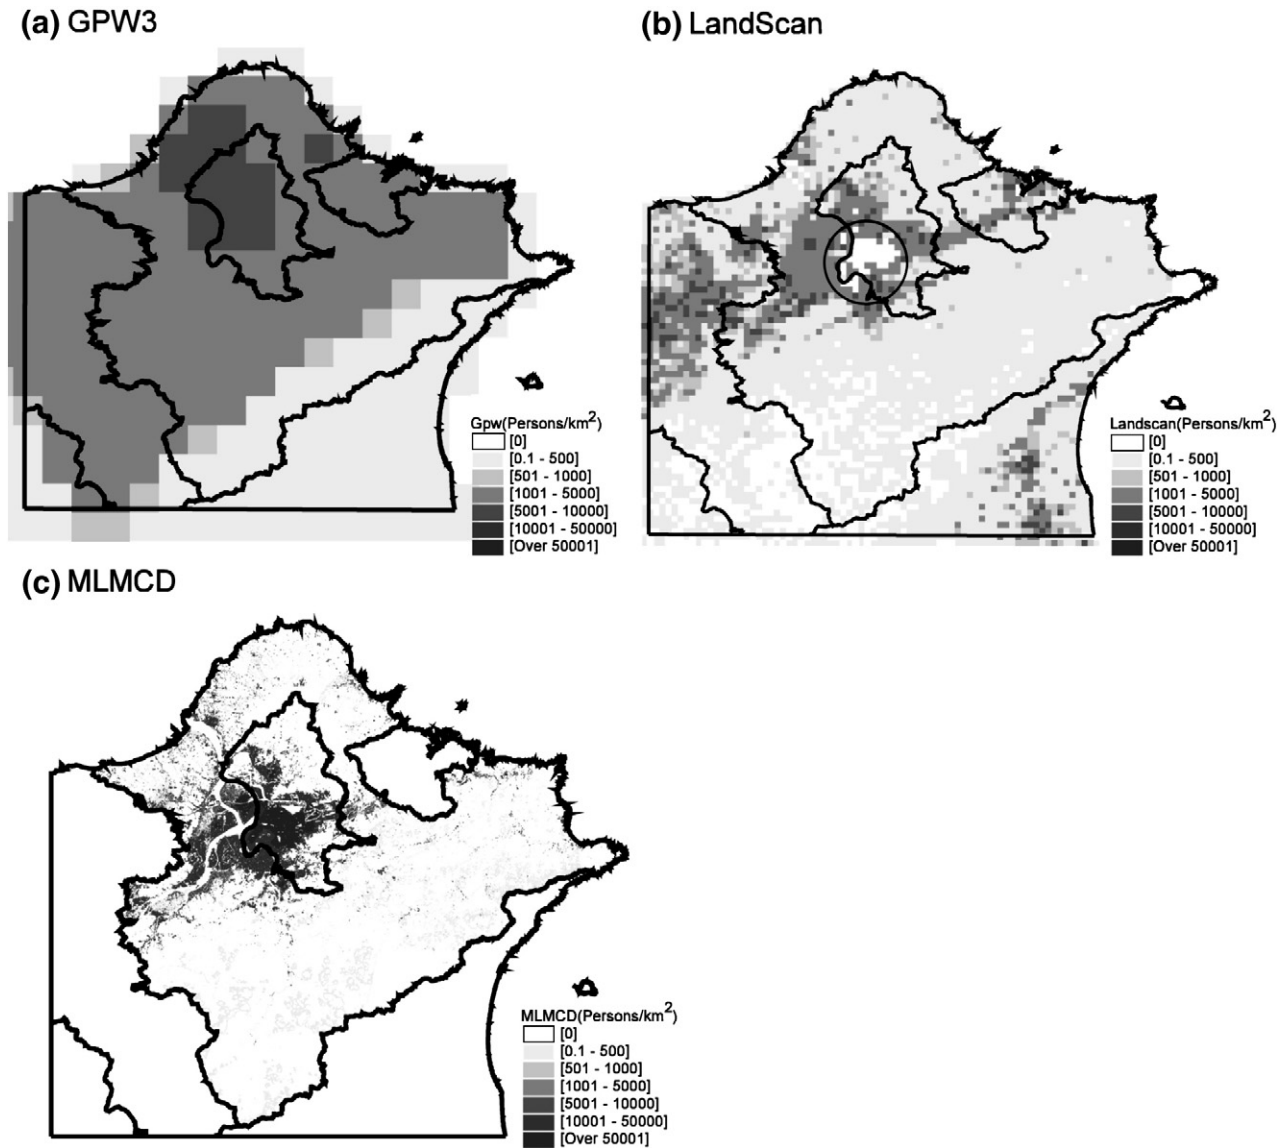 (a) GPW3
Gpw(Persons/km²)
[0]
[0.1 - 500]
[501 - 1000]
[1001 - 5000]
[5001 - 10000]
[10001 - 50000]
[Over 50001]
(b) LandScan
Landscan(Persons/km²)
[0]
[0.1 - 500]
[501 - 1000]
[1001 - 5000]
[5001 - 10000]
[10001 - 50000]
[Over 50001]
(c) MLMCD
MLMCD(Persons/km²)
[0]
[0.1 - 500]
[501 - 1000]
[1001 - 5000]
[5001 - 10000]
[10001 - 50000]
[Over 50001]